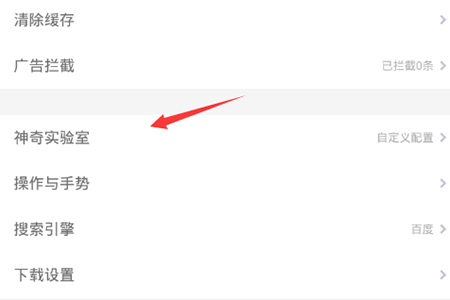 清除缓存
广告拦截 已拦截0条
神奇实验室 自定义配置
操作与手势
搜索引擎 百度
下载设置